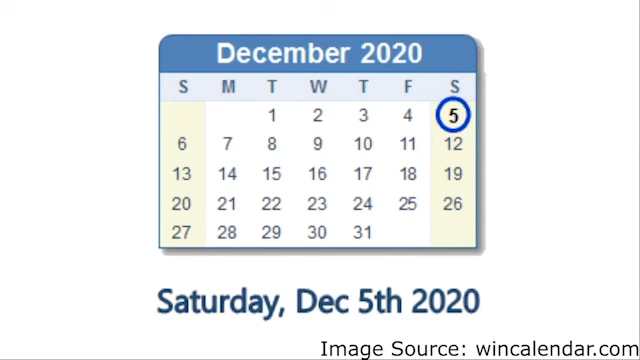 December 2020
S M T W T F S
1 2 3 4 5
6 7 8 9 10 11 12
13 14 15 16 17 18 19
20 21 22 23 24 25 26
27 28 29 30 31
Saturday, Dec 5th 2020
Image Source: wincalendar.com